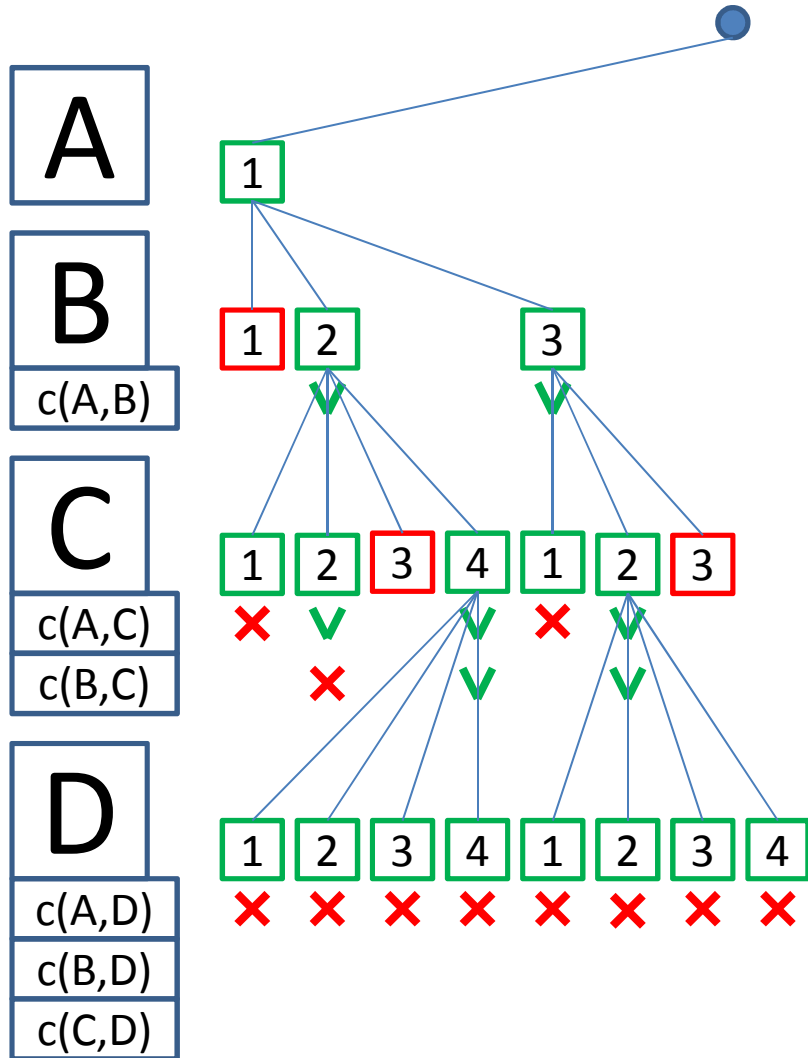 A
1
B
1 2 3
c(A,B)
C
1 2 3 4 1 2 3
c(A,C)
c(B,C)
D
1 2 3 4 1 2 3 4
c(A,D)
c(B,D)
c(C,D)